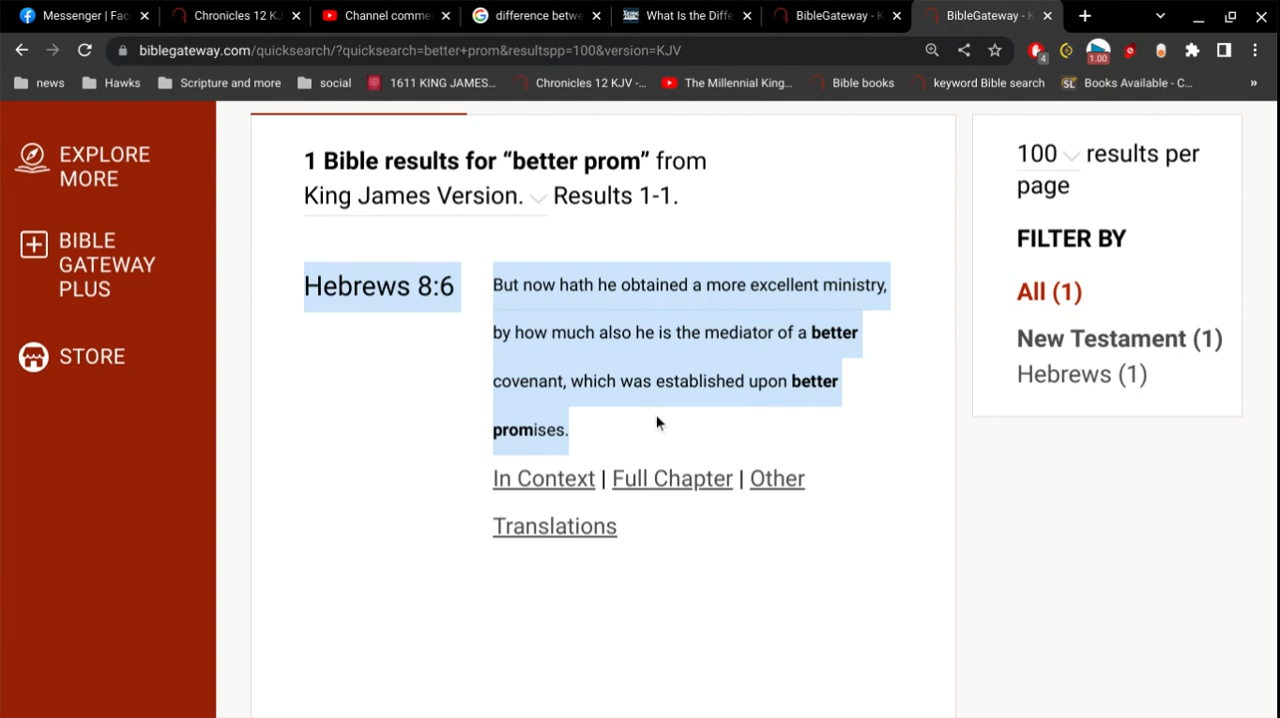 Messenger | Fac
Chronicles 12 KJ
Channel comme
difference betw
What Is the Diff
BibleGateway - K
BibleGateway - K
biblegateway.com/quicksearch/?quicksearch=better+prom&resultspp=100&version=KJV
4
1.00
news
Hawks
Scripture and more
social
1611 KING JAMES...
Chronicles 12 KJV -...
The Millennial King...
Bible books
keyword Bible search
SL Books Available - C...
»
EXPLORE
MORE
BIBLE
GATEWAY
PLUS
STORE
1 Bible results for “better prom” from
King James Version. Results 1-1.
Hebrews 8:6
But now hath he obtained a more excellent ministry,
by how much also he is the mediator of a better
covenant, which was established upon better
promises.
In Context | Full Chapter | Other
Translations
100 results per
page
FILTER BY
All (1)
New Testament (1)
Hebrews (1)